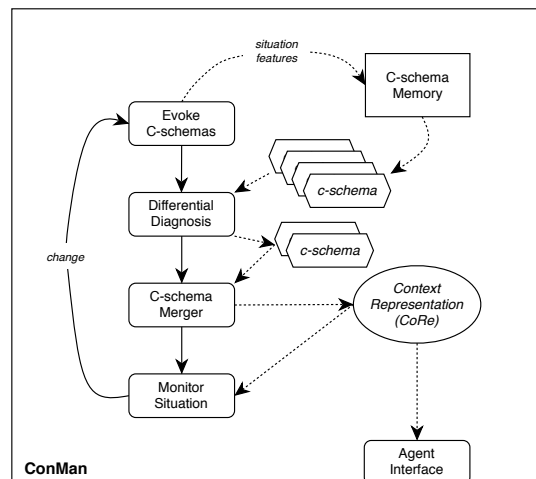 situation
features
C-schema
Memory
Evoke
C-schemas
c-schema
Differential
Diagnosis
c-schema
change
C-schema
Merger
Context
Representation
(CoRe)
Monitor
Situation
Agent
Interface
ConMan